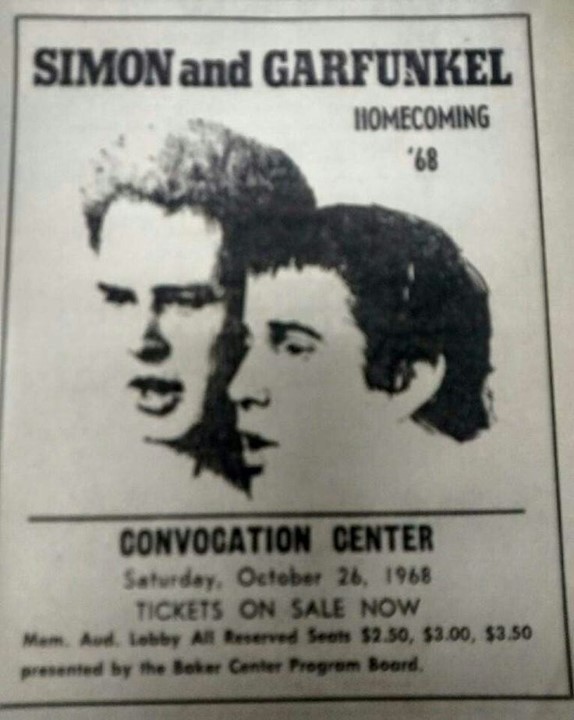 SIMON and GARFUNKEL
HOMECOMING
'68
CONVOCATION CENTER
Saturday, October 26, 1968
TICKETS ON SALE NOW
Mem. Aud. Lobby All Reserved Seats $2.50, $3.00, $3.50
presented by the Baker Center Program Board.